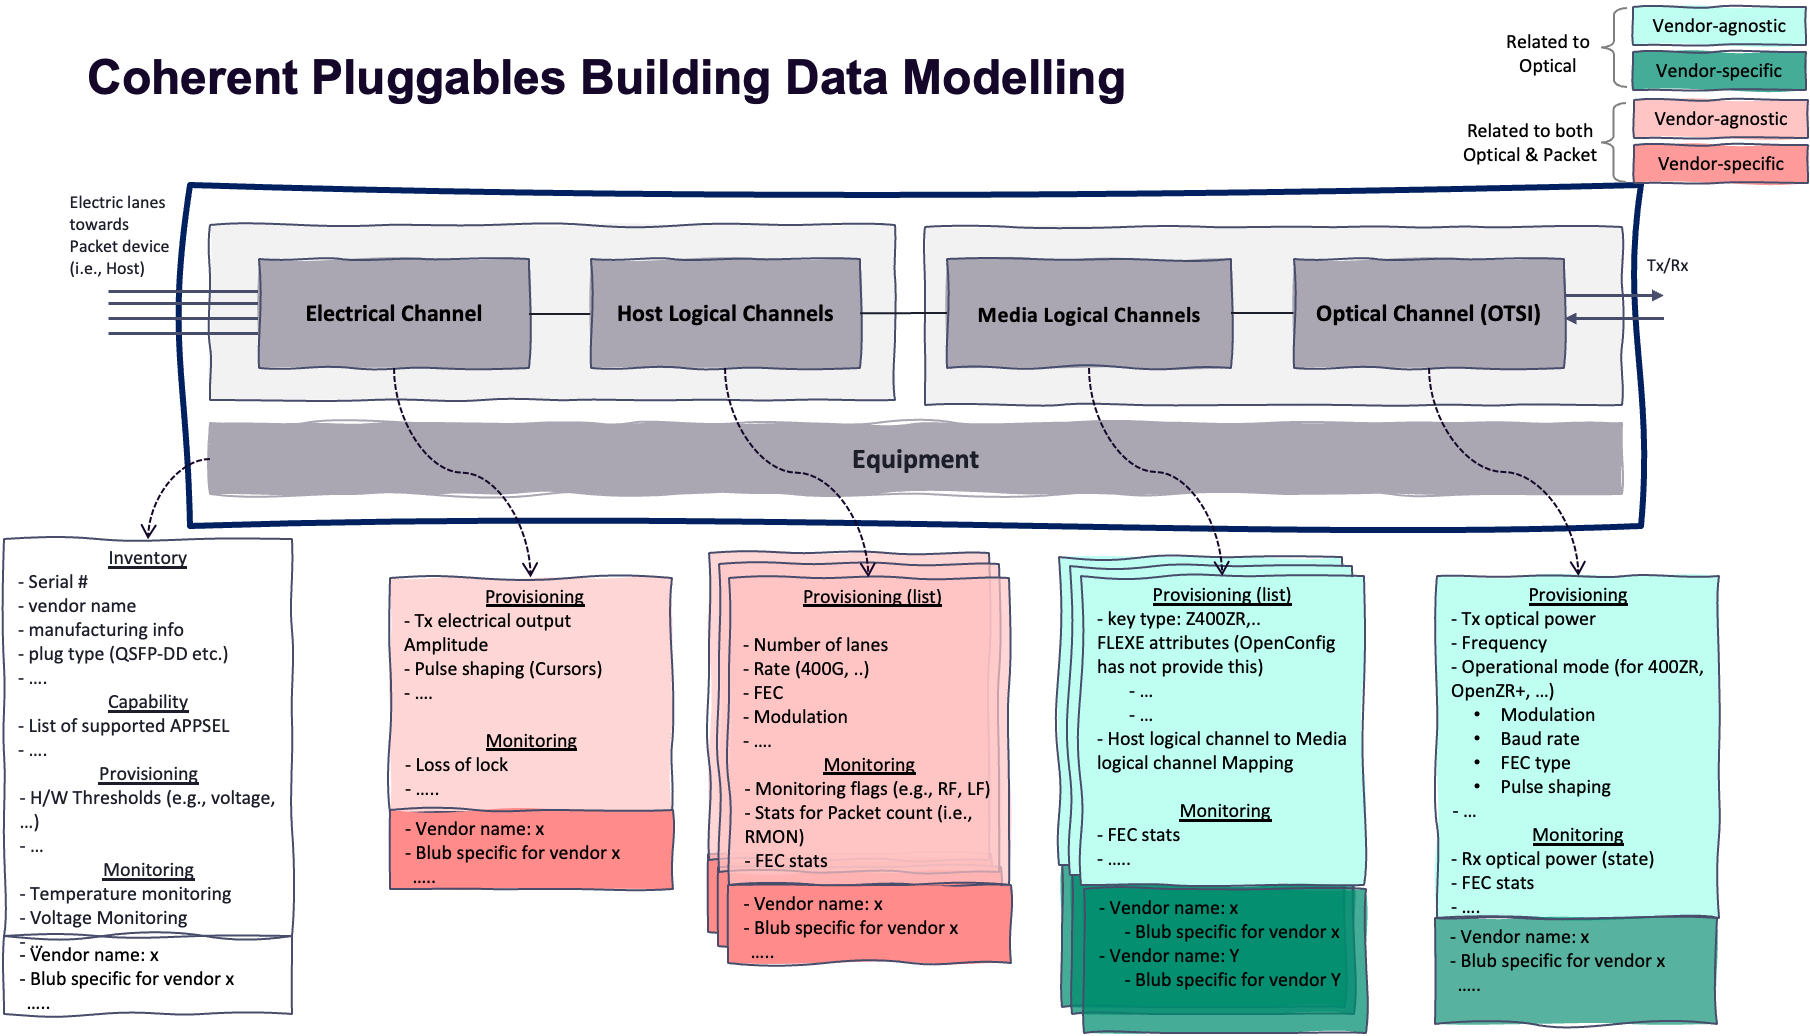 Coherent Pluggables Building Data Modelling
Related to
Optical
Vendor-agnostic
Vendor-specific
Related to both
Optical & Packet
Vendor-agnostic
Vendor-specific
Electric lanes
towards
Packet device
(i.e., Host)
Electrical Channel
Host Logical Channels
Media Logical Channels
Optical Channel (OTSI)
Tx/Rx
Equipment
Inventory
- Serial #
- vendor name
- manufacturing info
- plug type (QSFP-DD etc.)
- ....
Capability
- List of supported APPSEL
- ....
Provisioning
- H/W Thresholds (e.g., voltage,
...)
- ...
Monitoring
- Temperature monitoring
- Voltage Monitoring
- ...
- Vendor name: x
- Blub specific for vendor x
.....
Provisioning
- Tx electrical output
Amplitude
- Pulse shaping (Cursors)
- ....
Monitoring
- Loss of lock
- .....
- Vendor name: x
- Blub specific for vendor x
.....
Provisioning (list)
- Number of lanes
- Rate (400G, ..)
- FEC
- Modulation
- ....
Monitoring
- Monitoring flags (e.g., RF, LF)
- Stats for Packet count (i.e.,
RMON)
- FEC stats
- Vendor name: x
- Blub specific for vendor x
.....
Provisioning (list)
- key type: Z400ZR,..
FLEXE attributes (OpenConfig
has not provide this)
- ...
- ...
- Host logical channel to Media
logical channel Mapping
Monitoring
- FEC stats
- .....
- Vendor name: x
- Blub specific for vendor x
- Vendor name: Y
- Blub specific for vendor Y
Provisioning
- Tx optical power
- Frequency
- Operational mode (for 400ZR,
OpenZR+, ...)
• Modulation
• Baud rate
• FEC type
• Pulse shaping
- ...
Monitoring
- Rx optical power (state)
- FEC stats
- ....
- Vendor name: x
- Blub specific for vendor x
.....